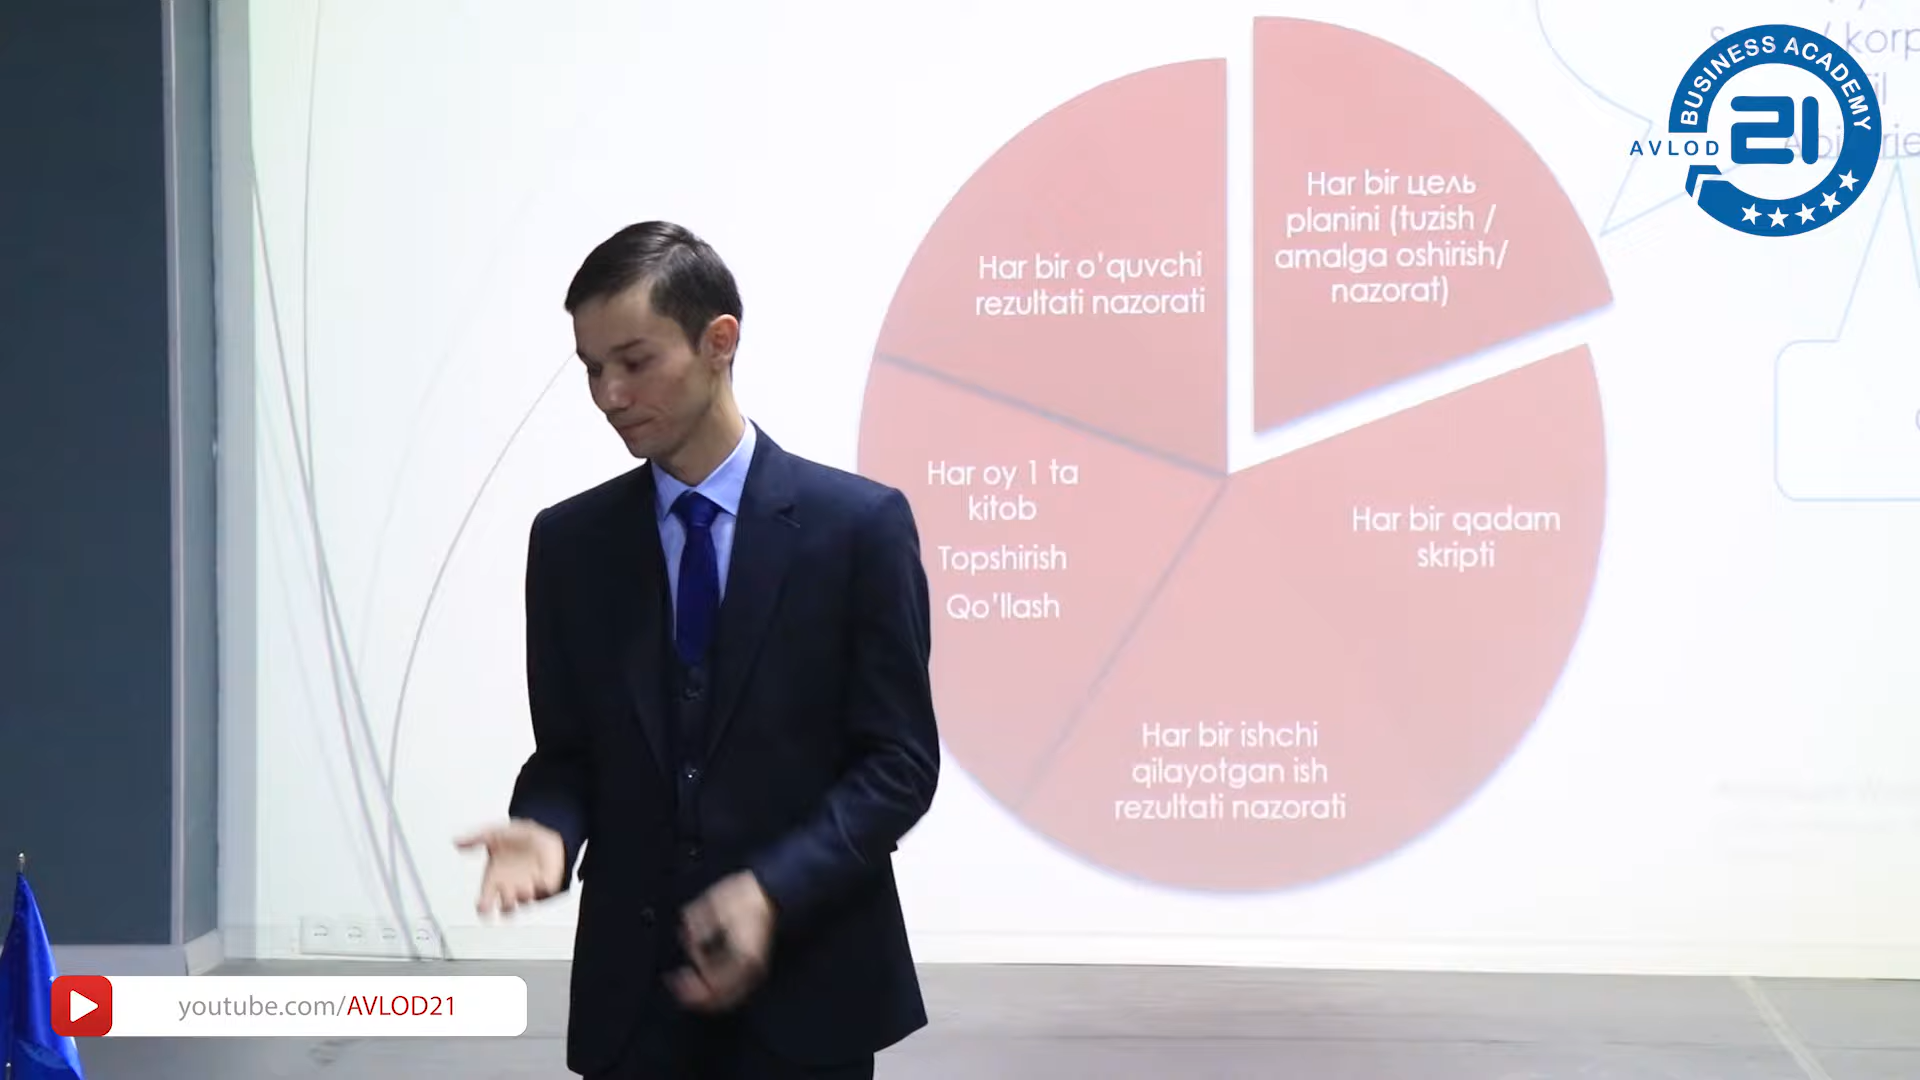 BUSINESS ACADEMY
AVLOD
21
korp
Har bir цель
planini (tuzish /
amalga oshirish/
nazorat)
Har bir o'quvchi
rezultati nazorati
Har oy 1 ta
kitob
Topshirish
Qo'llash
Har bir qadam
skripti
Har bir ishchi
qilayotgan ish
rezultati nazorati
youtube.com/AVLOD21